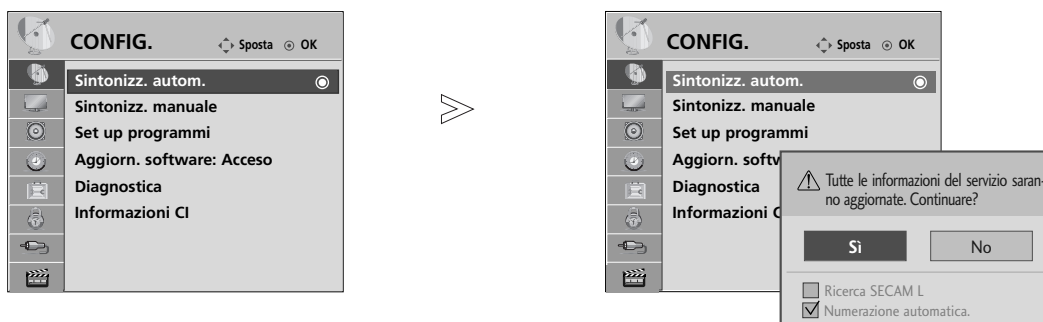 CONFIG. Sposta OK
Sintonizz. autom.
Sintonizz. manuale
Set up programmi
Aggiorn. software: Acceso
Diagnostica
Informazioni CI
CONFIG. Sposta OK
Sintonizz. autom.
Sintonizz. manuale
Set up programmi
Aggiorn. softw
Diagnostica
Informazioni C
Tutte le informazioni del servizio saran-
no aggiornate. Continuare?
Sì No
Ricerca SECAM L
Numerazione automatica.